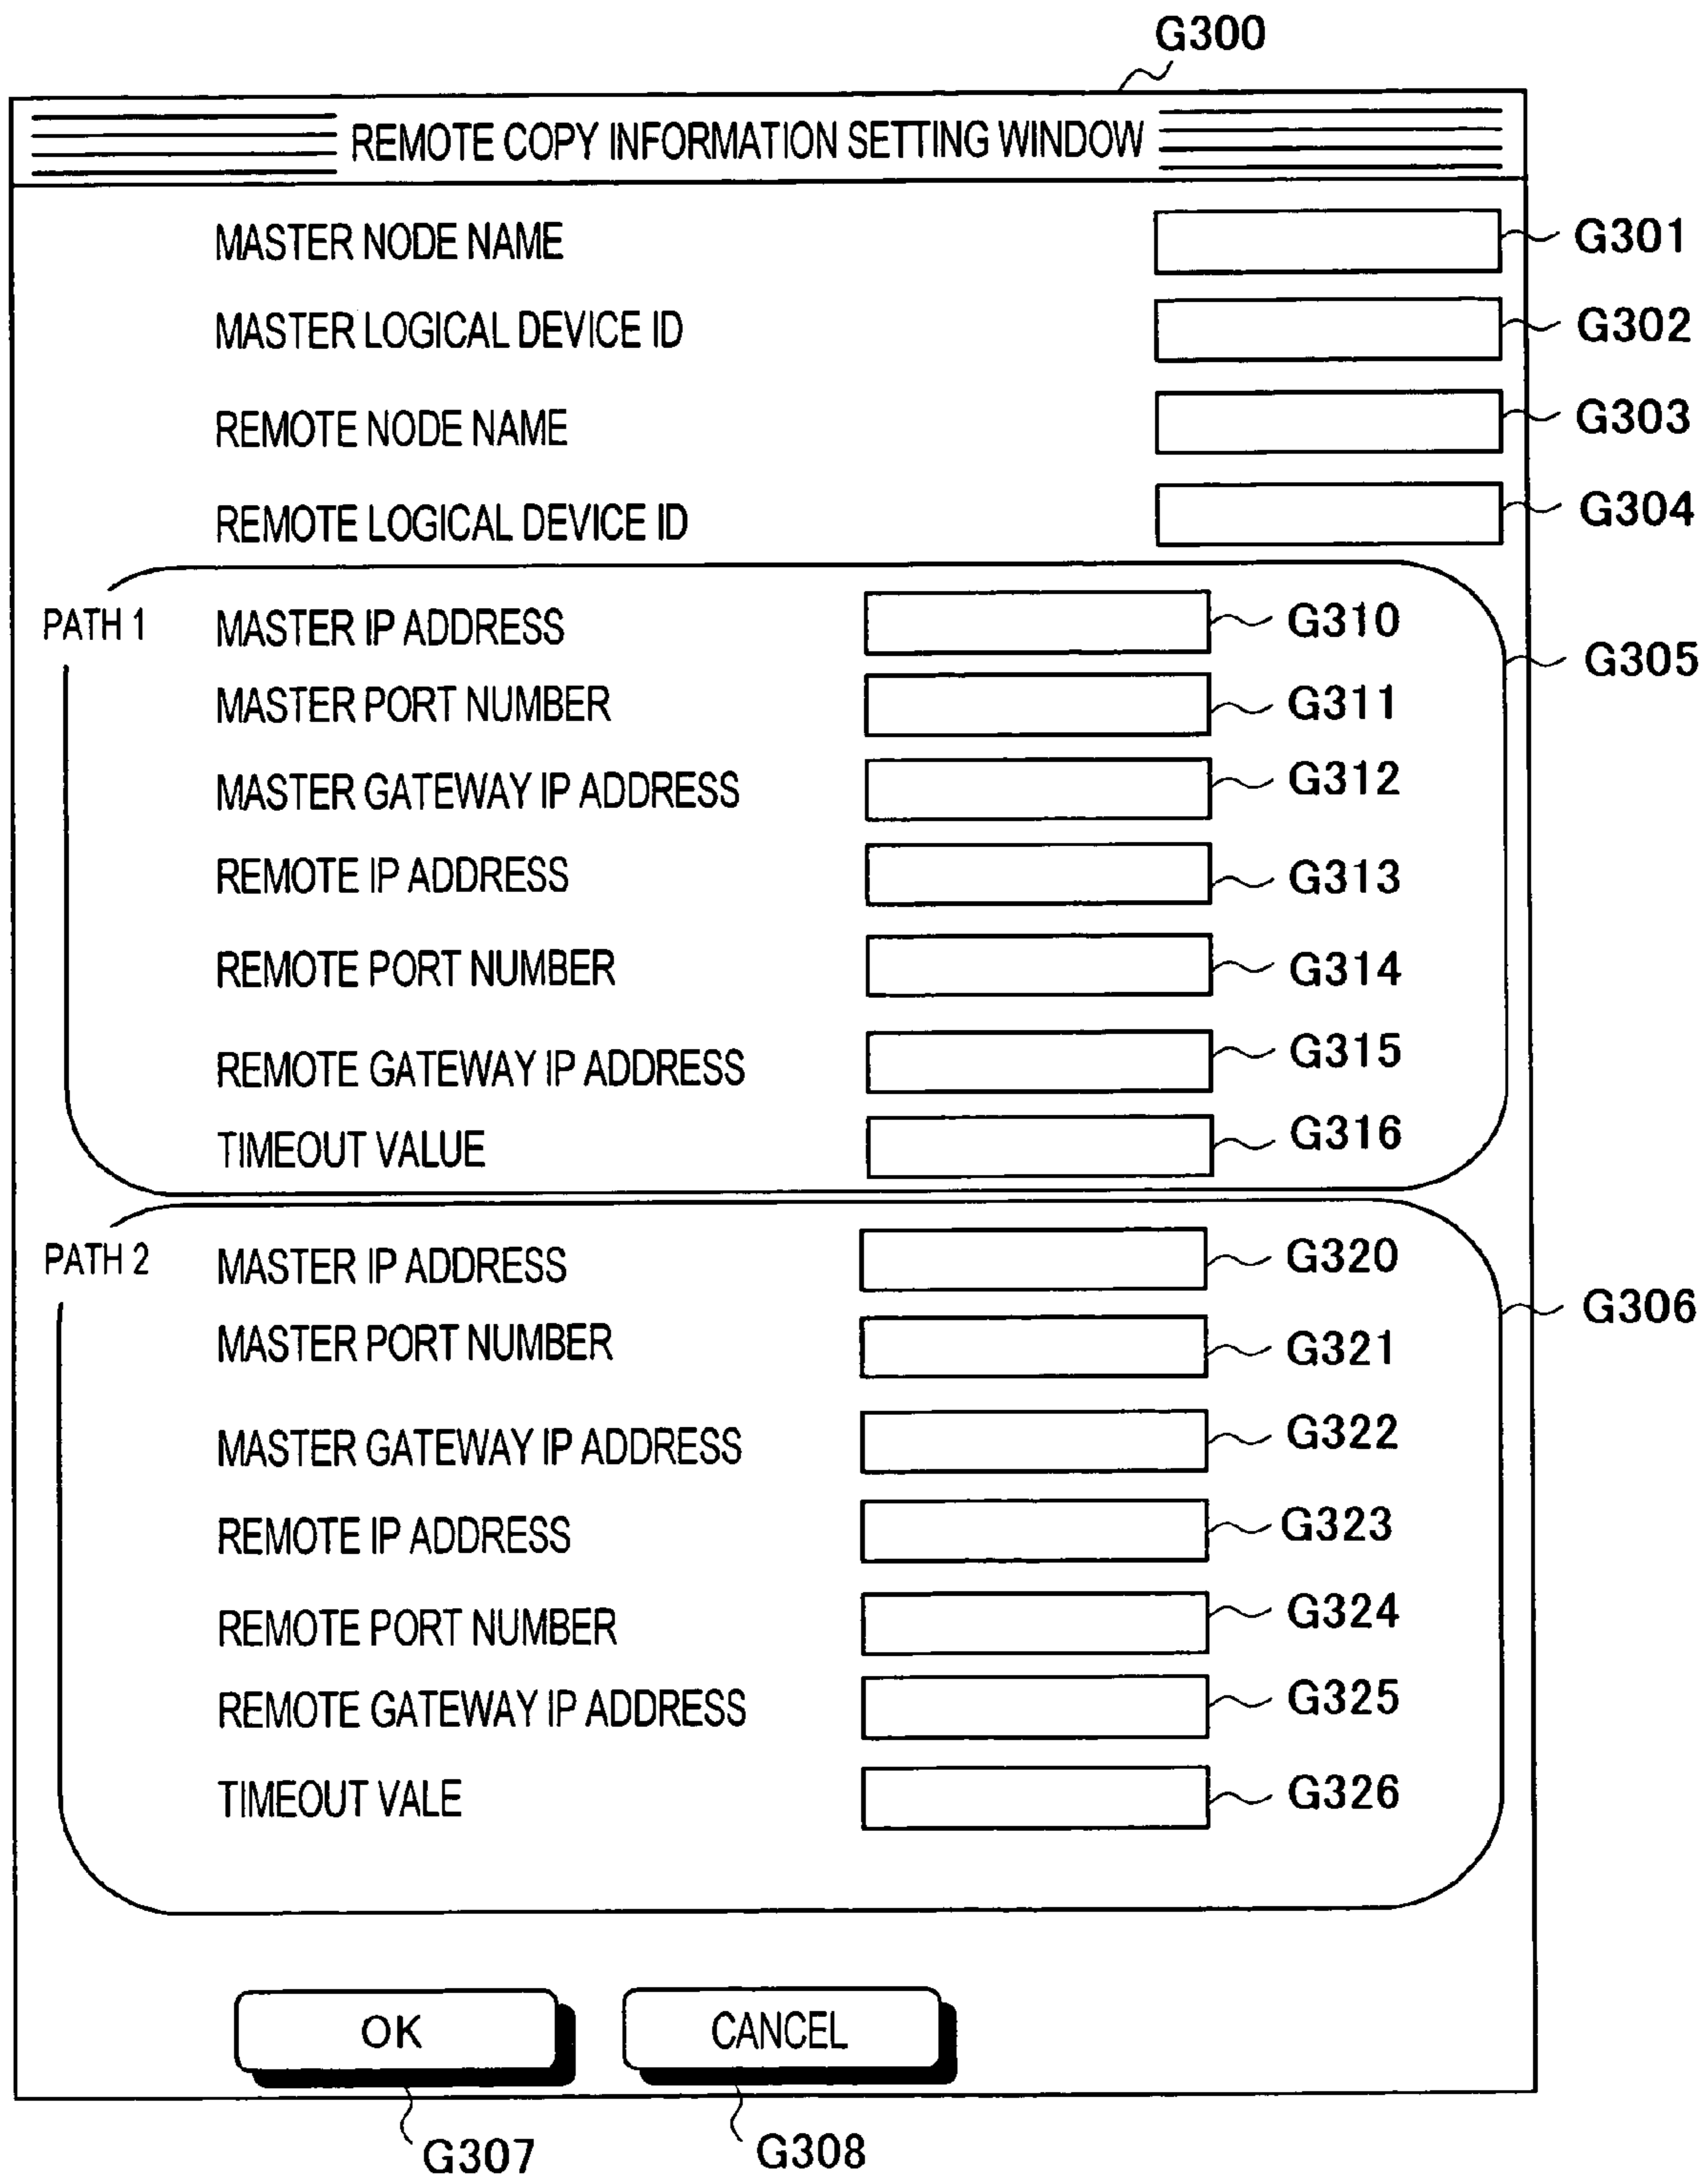 G300
REMOTE COPY INFORMATION SETTING WINDOW
MASTER NODE NAME G301
MASTER LOGICAL DEVICE ID G302
REMOTE NODE NAME G303
REMOTE LOGICAL DEVICE ID G304
PATH 1 MASTER IP ADDRESS G310
G305
MASTER PORT NUMBER G311
MASTER GATEWAY IP ADDRESS G312
REMOTE IP ADDRESS G313
REMOTE PORT NUMBER G314
REMOTE GATEWAY IP ADDRESS G315
TIMEOUT VALUE G316
PATH 2 MASTER IP ADDRESS G320
G306
MASTER PORT NUMBER G321
MASTER GATEWAY IP ADDRESS G322
REMOTE IP ADDRESS G323
REMOTE PORT NUMBER G324
REMOTE GATEWAY IP ADDRESS G325
TIMEOUT VALE G326
OK CANCEL
G307 G308